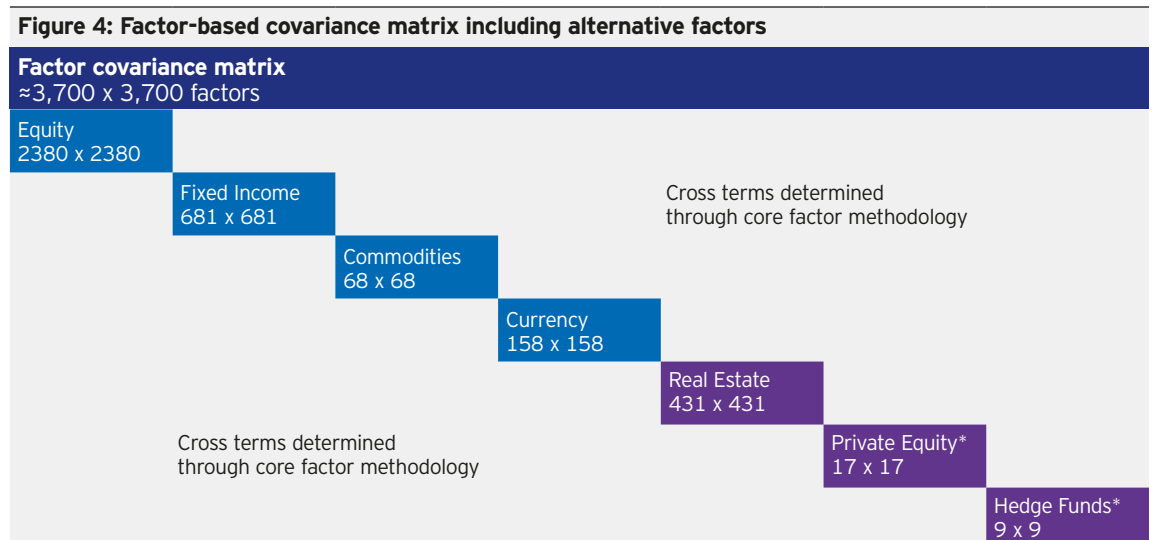 Figure 4: Factor-based covariance matrix including alternative factors
Factor covariance matrix
≈3,700 x 3,700 factors
Equity
2380 x 2380
Fixed Income
681 x 681
Cross terms determined
through core factor methodology
Commodities
68 x 68
Currency
158 x 158
Real Estate
431 x 431
Cross terms determined
through core factor methodology
Private Equity*
17 x 17
Hedge Funds*
9 x 9